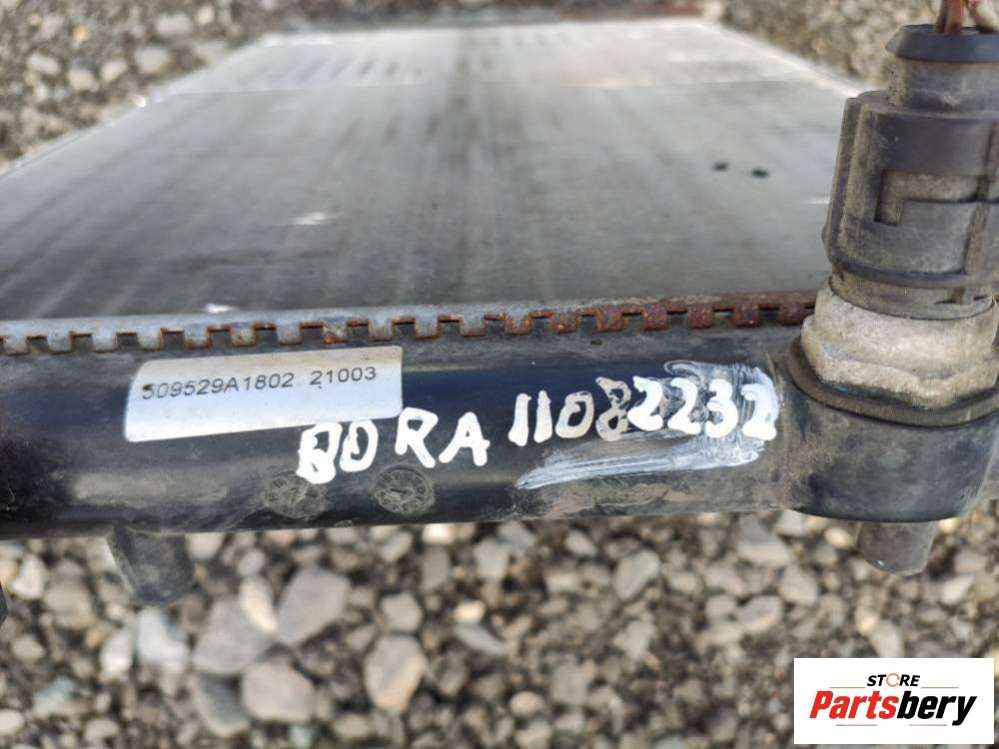 509529A1802 21003
BORA 11082232
STORE
Partsbery